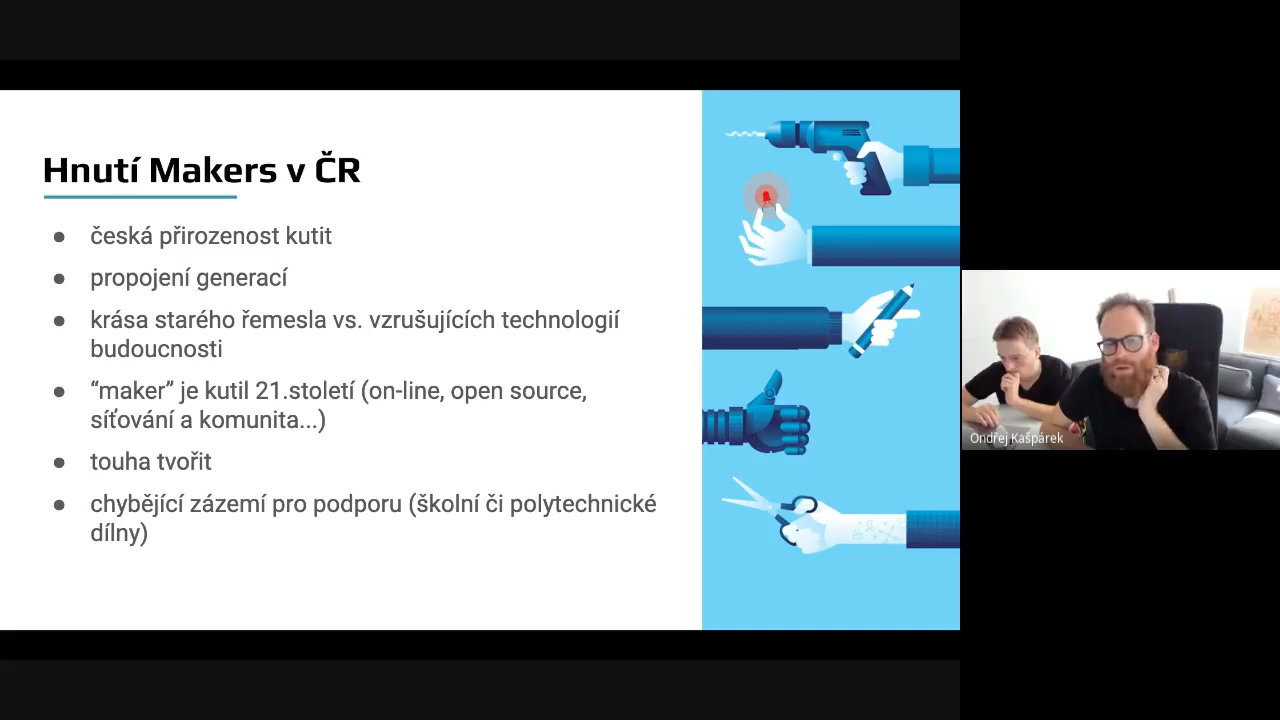 Hnutí Makers v ČR
● česká přirozenost kutit
● propojení generací
● krása starého řemesla vs. vzrušujících technologií
budoucnosti
● “maker” je kutil 21.století (on-line, open source,
síťování a komunita...)
● touha tvořit
● chybějící zázemí pro podporu (školní či polytechnické
dílny)
Ondřej Kašpárek